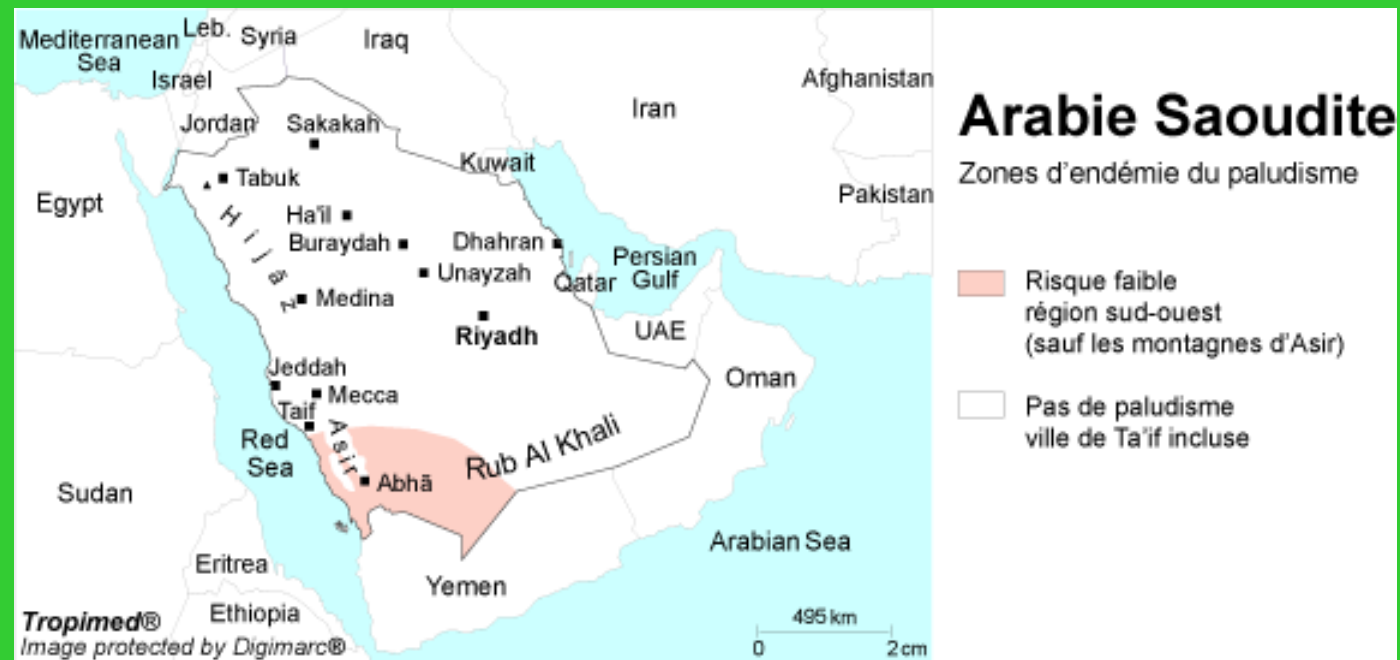 Mediterranean
Sea
Leb.
Syria
Iraq
Israel
Jordan
Sakakah
Iran
Afghanistan
Kuwait
Pakistan
Egypt
Tabuk
Hijāz
Ha'il
Buraydah
Unayzah
Dhahran
Qatar
Persian
Gulf
Medina
Riyadh
UAE
Oman
Jeddah
Mecca
Taif
Asir
Red
Sea
Abhā
Rub Al Khali
Sudan
Eritrea
Ethiopia
Yemen
Arabian Sea
Tropimed®
Image protected by Digimarc®
495 km
0 2 cm
Arabie Saoudite
Zones d'endémie du paludisme
Risque faible
région sud-ouest
(sauf les montagnes d'Asir)
Pas de paludisme
ville de Ta'if incluse